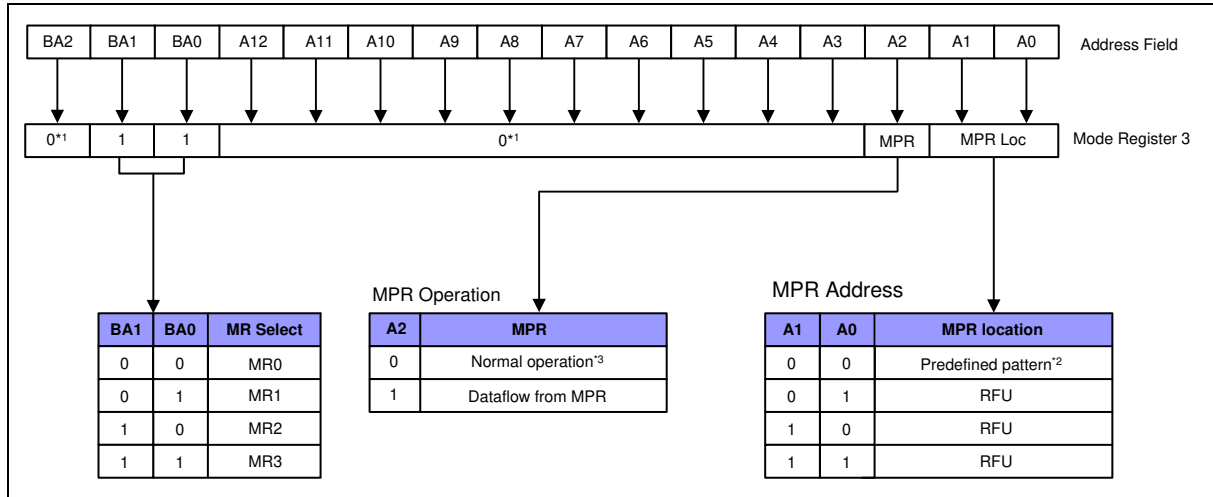 BA2 BA1 BA0 A12 A11 A10 A9 A8 A7 A6 A5 A4 A3 A2 A1 A0 Address Field
0*1 1 1 0*1 MPR MPR Loc Mode Register 3
MPR Operation
MPR Address
BA1 BA0 MR Select
0 0 MR0
0 1 MR1
1 0 MR2
1 1 MR3
A2 MPR
0 Normal operation*3
1 Dataflow from MPR
A1 A0 MPR location
0 0 Predefined pattern*2
0 1 RFU
1 0 RFU
1 1 RFU